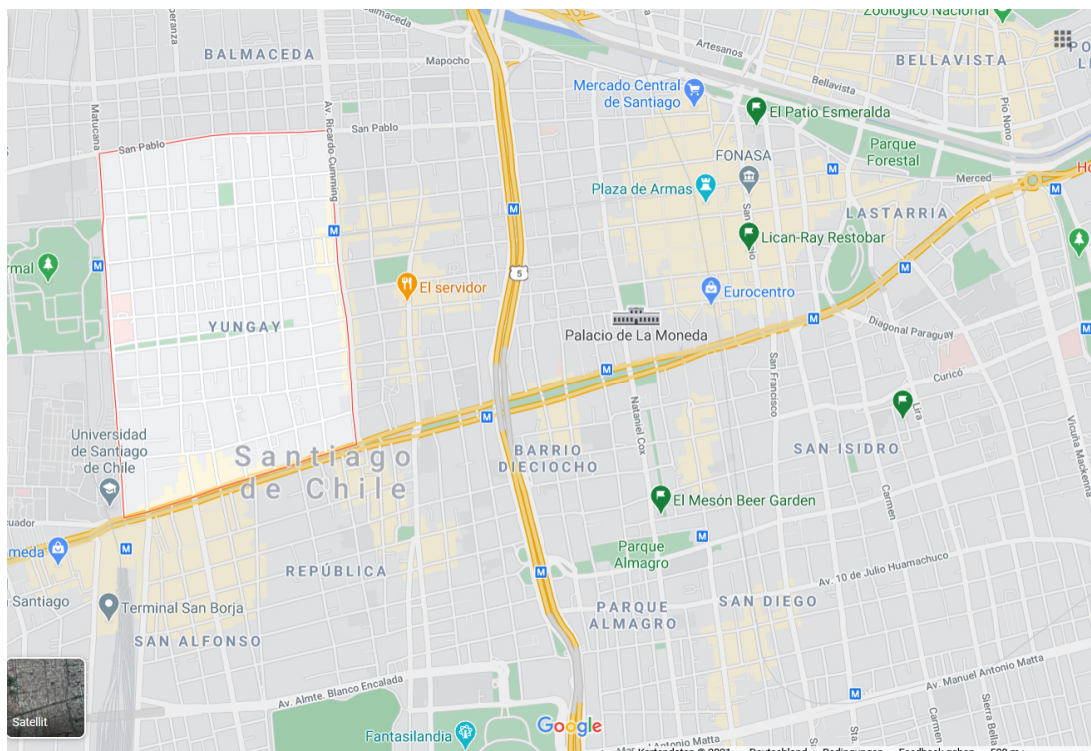 Zoológico Nacional
Balmaceda
BALMACEDA
Mapocho
Artesanos
BELLAVISTA
Mercado Central
de Santiago
Bellavista
Matucana
Av. Ricardo Cumming
San Pablo
San Pablo
El Patio Esmeralda
Pío Nono
FONASA
Parque
Forestal
Merced
Plaza de Armas
LASTARRIA
M
M
M
Lican-Ray Restobar
M
M
5
El servidor
Eurocentro
YUNGAY
Palacio de La Moneda
M
Diagonal Paraguay
M
San Francisco
Curicó
Nataniel Cox
Lira
Vicuña Mackenna
M
Universidad
de Santiago
de Chile
Santiago
de Chile
BARRIO
DIECIOCHO
SAN ISIDRO
El Mesón Beer Garden
Carmen
M
M
Parque
Almagro
REPÚBLICA
M
Av. 10 de Julio Huamachuco
Santiago
Terminal San Borja
PARQUE
ALMAGRO
SAN DIEGO
SAN ALFONSO
Av. Manuel Antonio Matta
Av. Almte. Blanco Encalada
M
Satellit
Google
Fantasilandia
Carmen